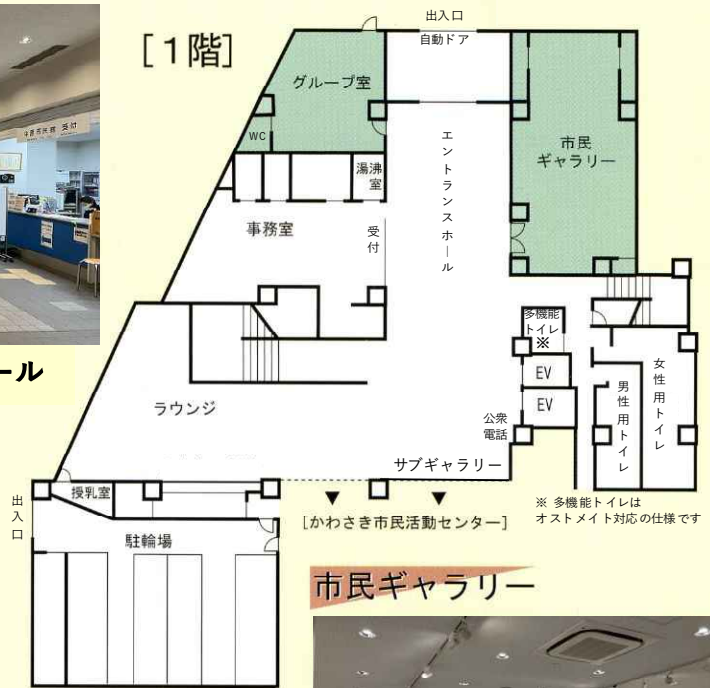 [1階]
出入口
自動ドア
グループ室
WC
湯沸
室
エントランスホール
市民
ギャラリー
事務室
受付
多機能
トイレ
※
EV
EV
男性用トイレ
女性用トイレ
ール
ラウンジ
公衆
電話
サブギャラリー
授乳室
出入口
[かわさき市民活動センター]
※ 多機能トイレは
オストメイト対応の仕様です
駐輪場
市民ギャラリー